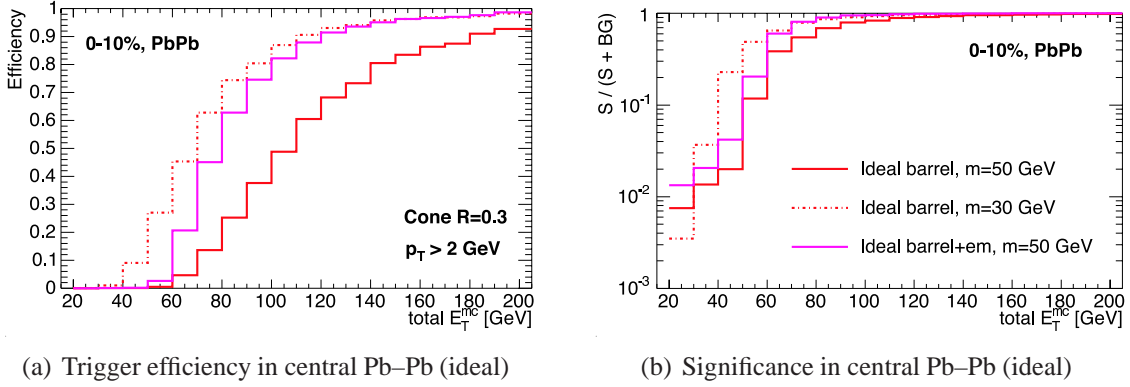 Efficiency
1
0.9
0.8
0.7
0.6
0.5
0.4
0.3
0.2
0.1
0
0-10%, PbPb
Cone R=0.3
p_T > 2 GeV
20 40 60 80 100 120 140 160 180 200
total E_T^mc [GeV]
(a) Trigger efficiency in central Pb–Pb (ideal)
S / (S + BG)
1
10^-1
10^-2
10^-3
0-10%, PbPb
Ideal barrel, m=50 GeV
Ideal barrel, m=30 GeV
Ideal barrel+em, m=50 GeV
20 40 60 80 100 120 140 160 180 200
total E_T^mc [GeV]
(b) Significance in central Pb–Pb (ideal)